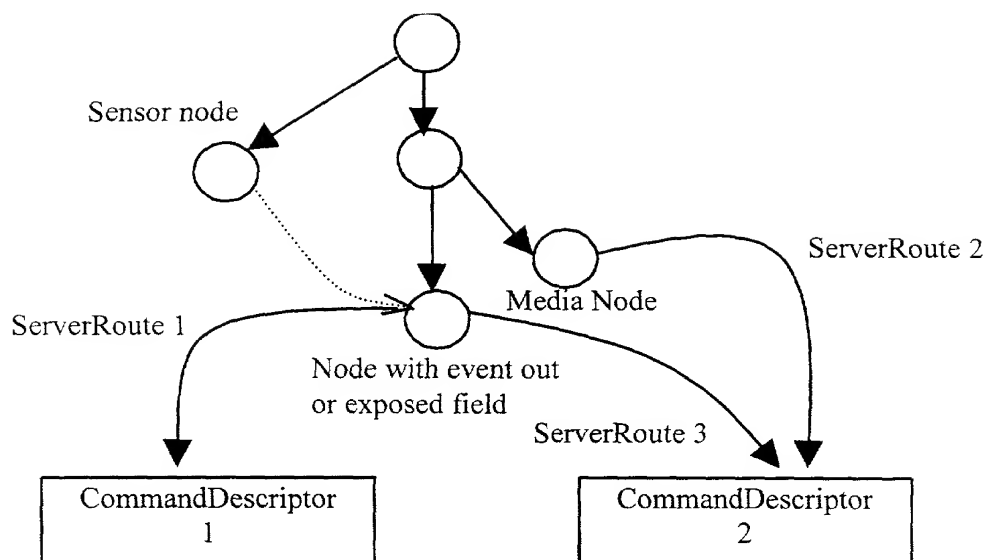 Sensor node
ServerRoute 2
Media Node
ServerRoute 1
Node with event out
or exposed field
ServerRoute 3
CommandDescriptor
1
CommandDescriptor
2